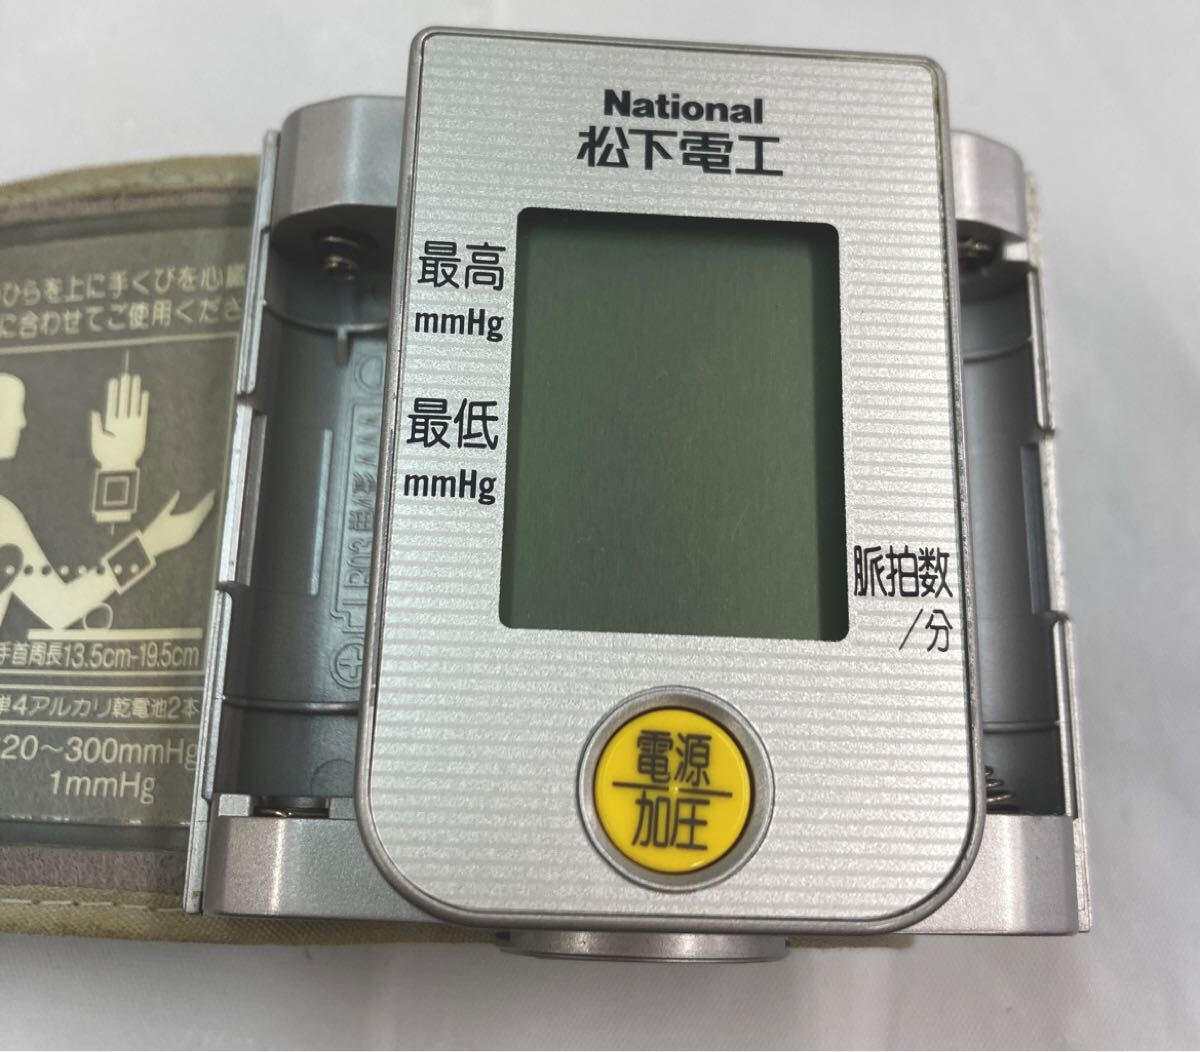 National
松下電工
最高
mmHg
最低
mmHg
脈拍数
/分
電源
加圧
ひらを上に手くびを心臓
に合わせてご使用くださ
手首周長13.5cm-19.5cm
単4アルカリ乾電池2本
20～300mmHg
1mmHg
LR03